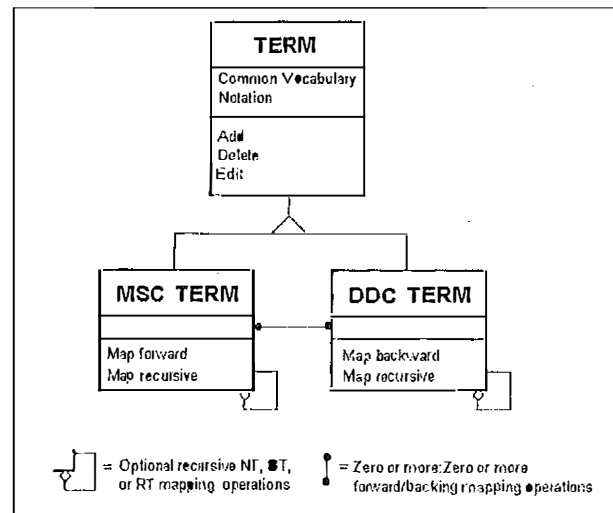 TERM
Common Vocabulary
Notation
Add
Delete
Edit
MSC TERM
DDC TERM
Map forward
Map recursive
Map backward
Map recursive
= Optional recursive NT, BT,
or RT mapping operations
= Zero or more:Zero or more
forward/backing mapping operations